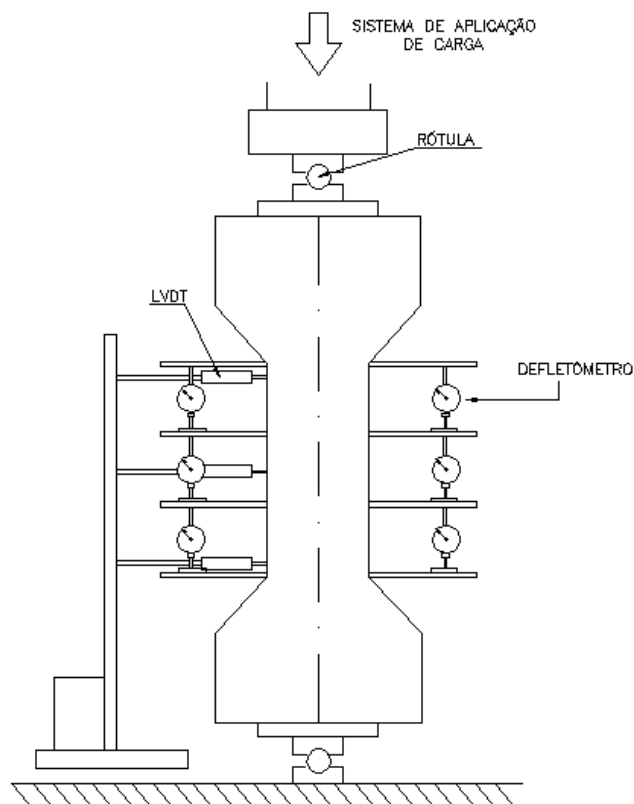 SISTEMA DE APLICAÇÃO
DE CARGA
RÓTULA
LVDT
DEFLETÔMETRO